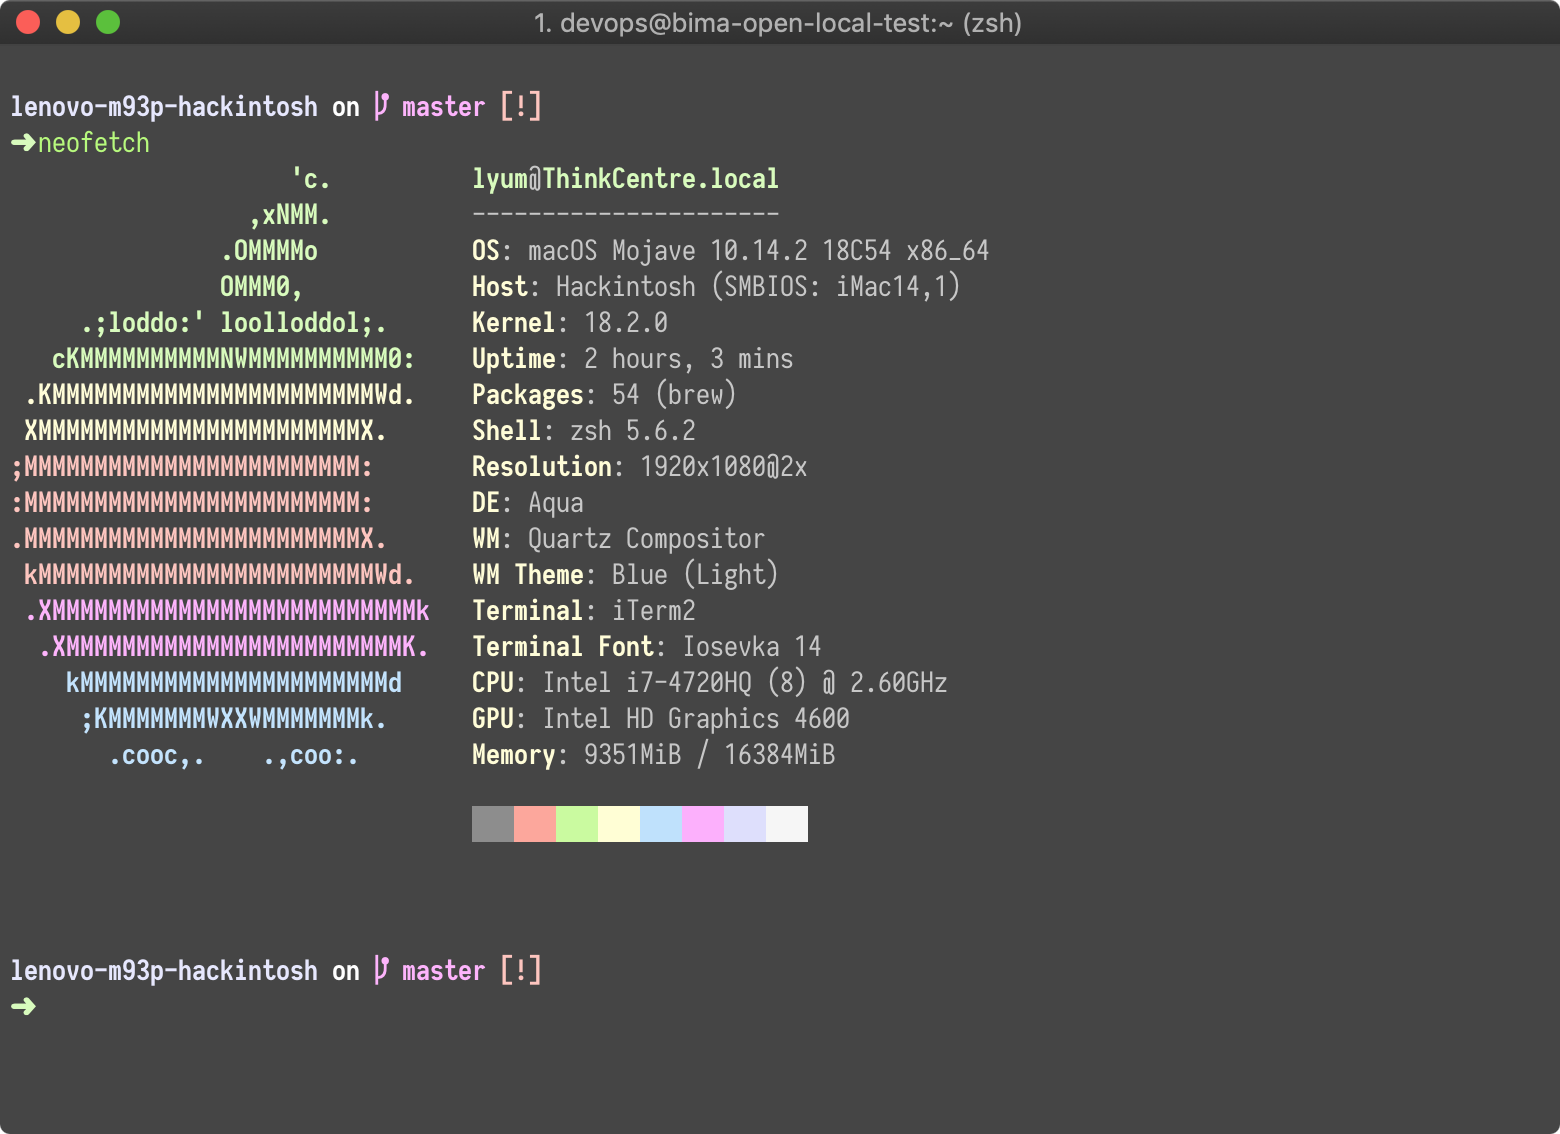 1. devops@bima-open-local-test:~ (zsh)
lenovo-m93p-hackintosh on master [!]
➜neofetch
'c. lyum@ThinkCentre.local
,xNMM. ----------------------
.OMMMMo OS: macOS Mojave 10.14.2 18C54 x86_64
OMMM0, Host: Hackintosh (SMBIOS: iMac14,1)
.;loddo:' loolloddol;. Kernel: 18.2.0
cKMMMMMMMMMMNWMMMMMMMMMM0: Uptime: 2 hours, 3 mins
.KMMMMMMMMMMMMMMMMMMMMMMMWd. Packages: 54 (brew)
XMMMMMMMMMMMMMMMMMMMMMMMX. Shell: zsh 5.6.2
;MMMMMMMMMMMMMMMMMMMMMMMM: Resolution: 1920x1080@2x
:MMMMMMMMMMMMMMMMMMMMMMMM: DE: Aqua
.MMMMMMMMMMMMMMMMMMMMMMMMX. WM: Quartz Compositor
kMMMMMMMMMMMMMMMMMMMMMMMMWd. WM Theme: Blue (Light)
.XMMMMMMMMMMMMMMMMMMMMMMMMMMk Terminal: iTerm2
.XMMMMMMMMMMMMMMMMMMMMMMMMK. Terminal Font: Iosevka 14
kMMMMMMMMMMMMMMMMMMMMMMd CPU: Intel i7-4720HQ (8) @ 2.60GHz
;KMMMMMMMWXXWMMMMMMMk. GPU: Intel HD Graphics 4600
.cooc,. .,coo:. Memory: 9351MiB / 16384MiB
lenovo-m93p-hackintosh on master [!]
➜